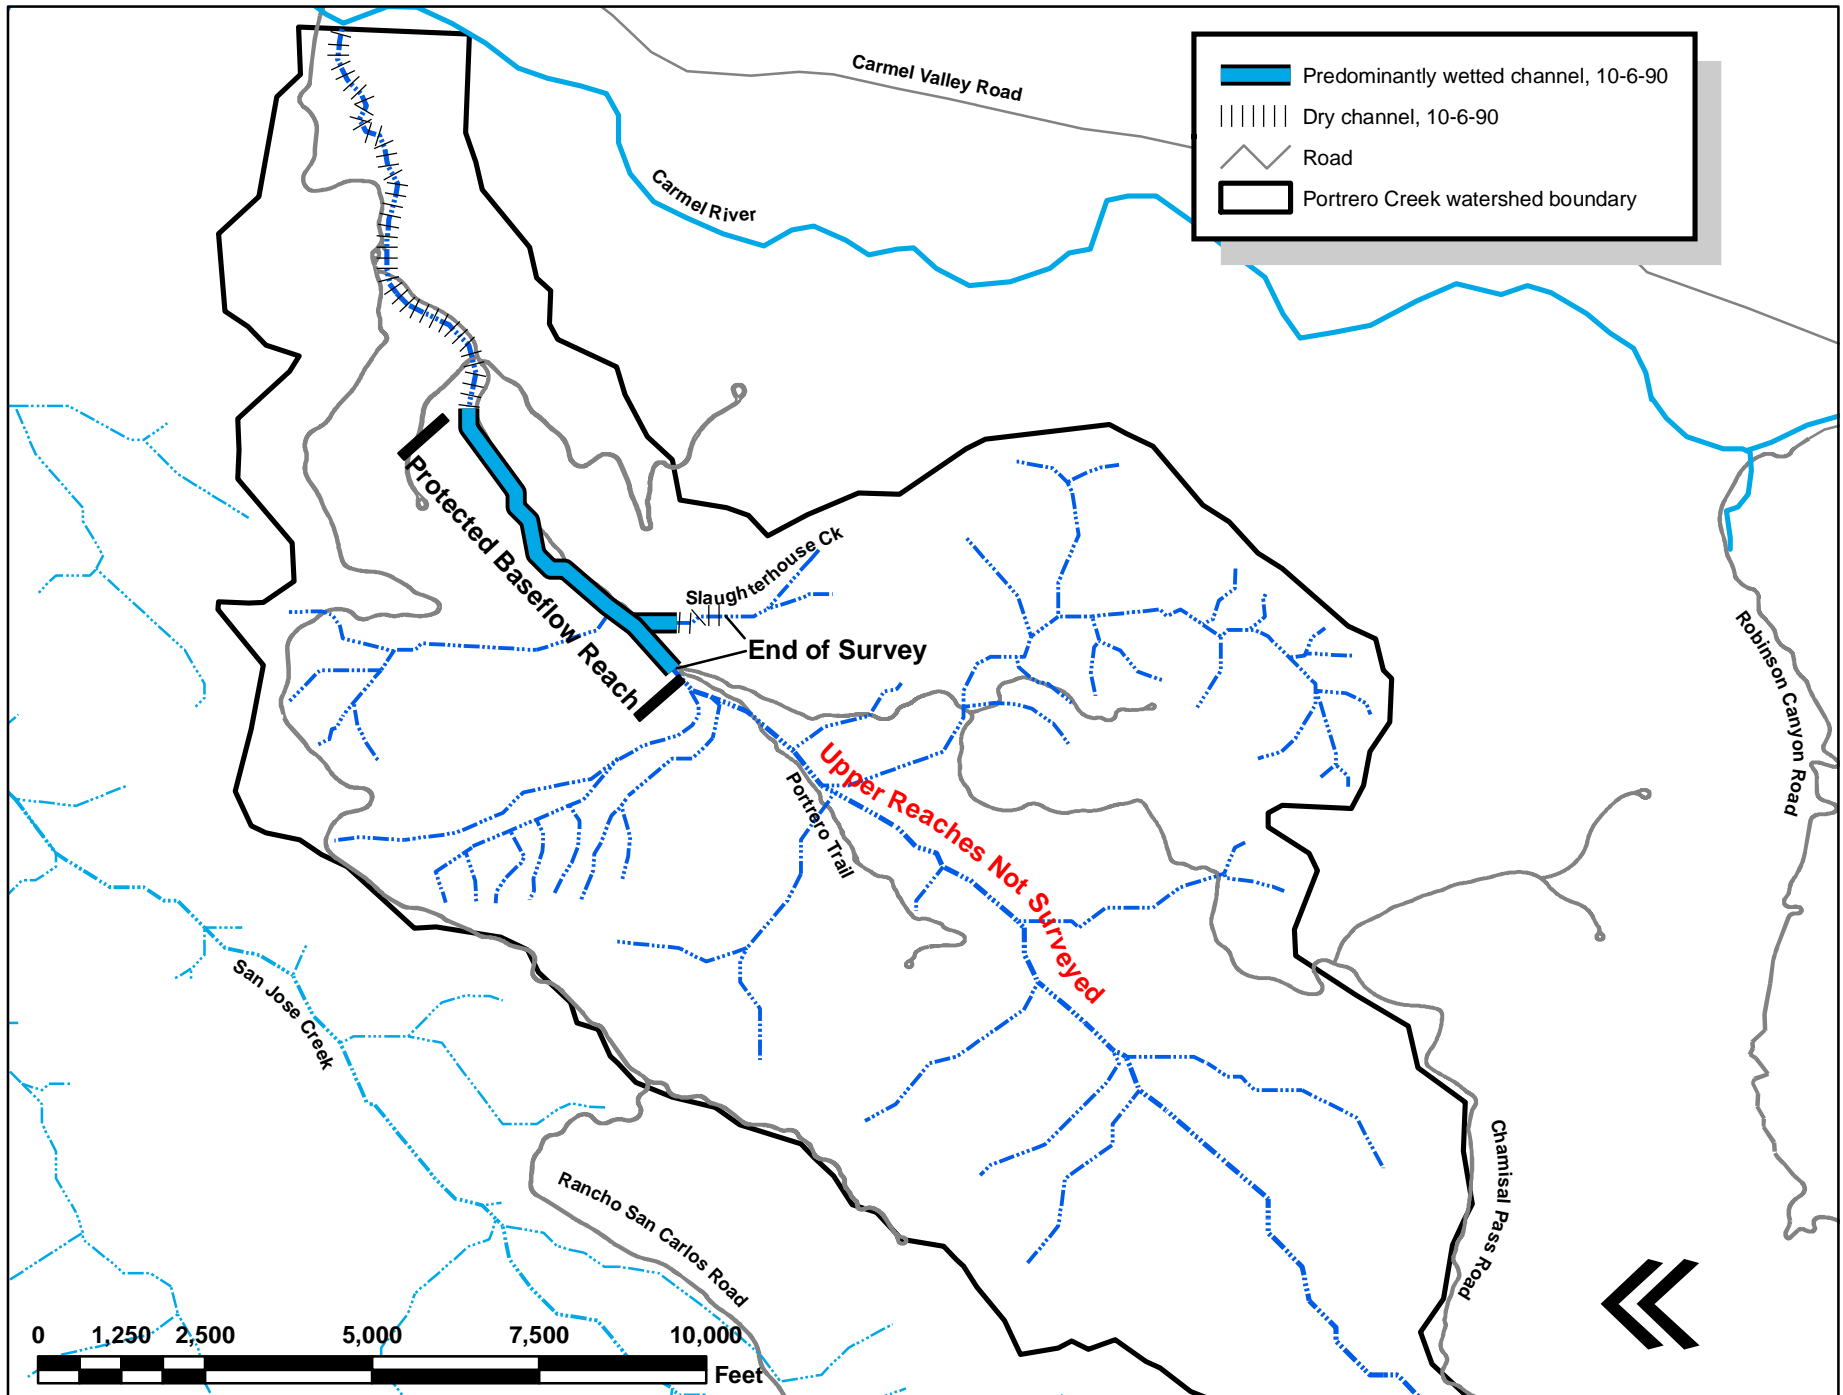 Carmel Valley Road
Predominantly wetted channel, 10-6-90
Dry channel, 10-6-90
Road
Portrero Creek watershed boundary
Carmel River
Protected Baseflow Reach
Slaughterhouse Ck
End of Survey
Robinson Canyon Road
Upper Reaches Not Surveyed
Portrero Trail
San Jose Creek
Rancho San Carlos Road
Chamisal Pass Road
0 1,250 2,500 5,000 7,500 10,000
Feet